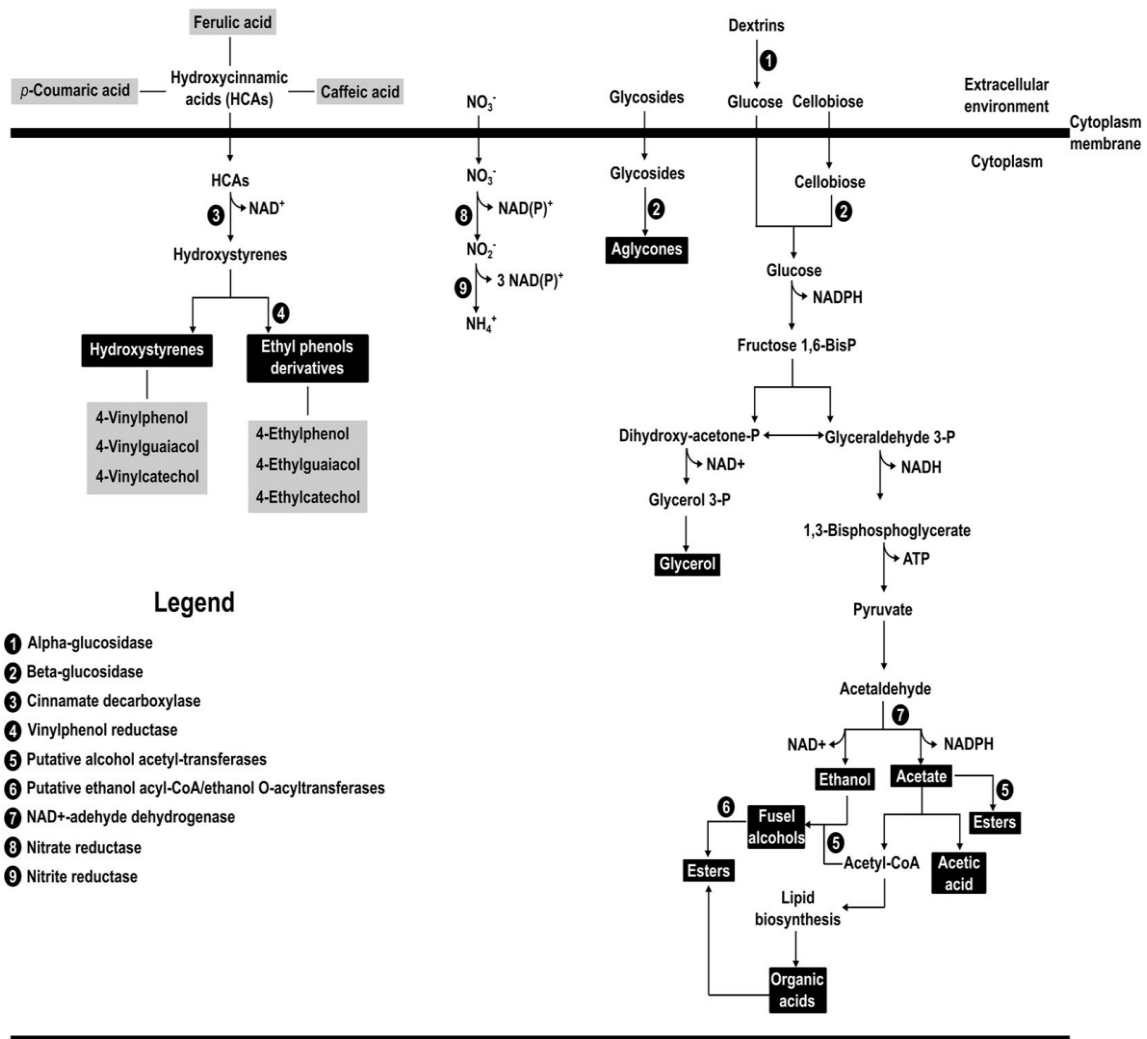 Ferulic acid
p-Coumaric acid
Hydroxycinnamic
acids (HCAs)
Caffeic acid
HCAs
3
NAD+
Hydroxystyrenes
4
Hydroxystyrenes
Ethyl phenols
derivatives
4-Vinylphenol
4-Vinylguaiacol
4-Vinylcatechol
4-Ethylphenol
4-Ethylguaiacol
4-Ethylcatechol
NO3-
NO3-
8
NAD(P)+
NO2-
9
3 NAD(P)+
NH4+
Glycosides
Glycosides
2
Aglycones
Dextrins
1
Glucose
Cellobiose
Extracellular
environment
Cytoplasm
membrane
Cytoplasm
Cellobiose
2
Glucose
NADPH
Fructose 1,6-BisP
Dihydroxy-acetone-P
Glyceraldehyde 3-P
NAD+
NADH
Glycerol 3-P
Glycerol
1,3-Bisphosphoglycerate
ATP
Pyruvate
Acetaldehyde
7
NAD+
NADPH
Ethanol
Acetate
5
Esters
6
Fusel
alcohols
5
Esters
Acetyl-CoA
Acetic
acid
Lipid
biosynthesis
Organic
acids
Legend
1 Alpha-glucosidase
2 Beta-glucosidase
3 Cinnamate decarboxylase
4 Vinylphenol reductase
5 Putative alcohol acetyl-transferases
6 Putative ethanol acyl-CoA/ethanol O-acyltransferases
7 NAD+-adehyde dehydrogenase
8 Nitrate reductase
9 Nitrite reductase